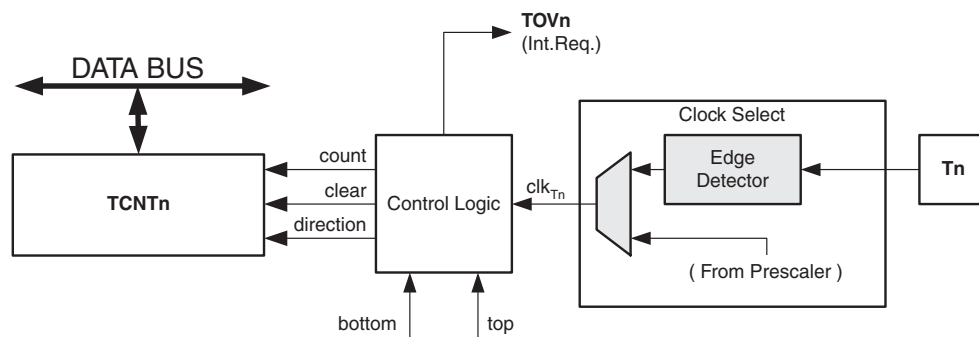 TOVn
(Int.Req.)
DATA BUS
Clock Select
count
Edge
Detector
Tn
TCNTn
clear
Control Logic
clkTn
direction
( From Prescaler )
bottom
top